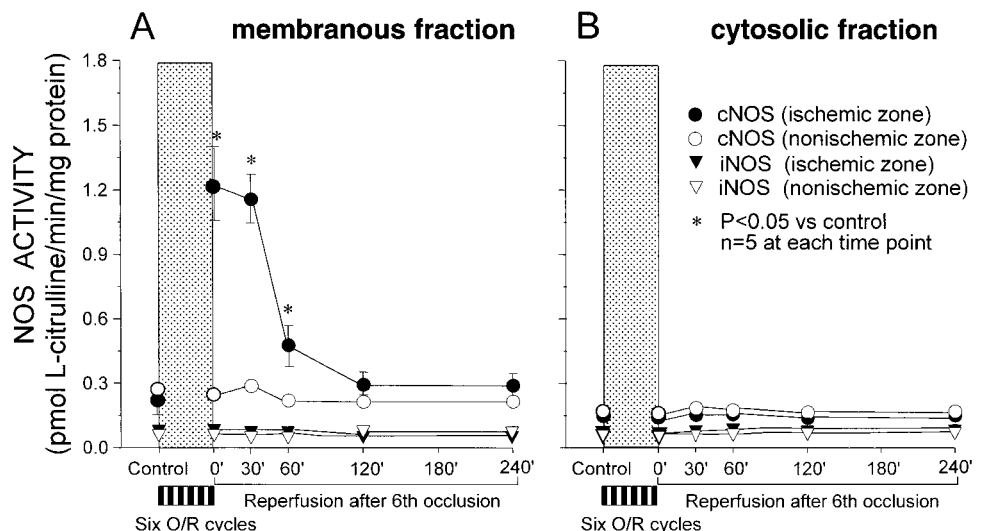 A membranous fraction
B cytosolic fraction
NOS ACTIVITY
(pmol L-citrulline/min/mg protein)
1.8
1.5
1.2
0.9
0.6
0.3
0.0
*
*
*
cNOS (ischemic zone)
cNOS (nonischemic zone)
iNOS (ischemic zone)
iNOS (nonischemic zone)
* P<0.05 vs control
n=5 at each time point
Control 0' 30' 60' 120' 180' 240'
Reperfusion after 6th occlusion
Six O/R cycles
Control 0' 30' 60' 120' 180' 240'
Reperfusion after 6th occlusion
Six O/R cycles